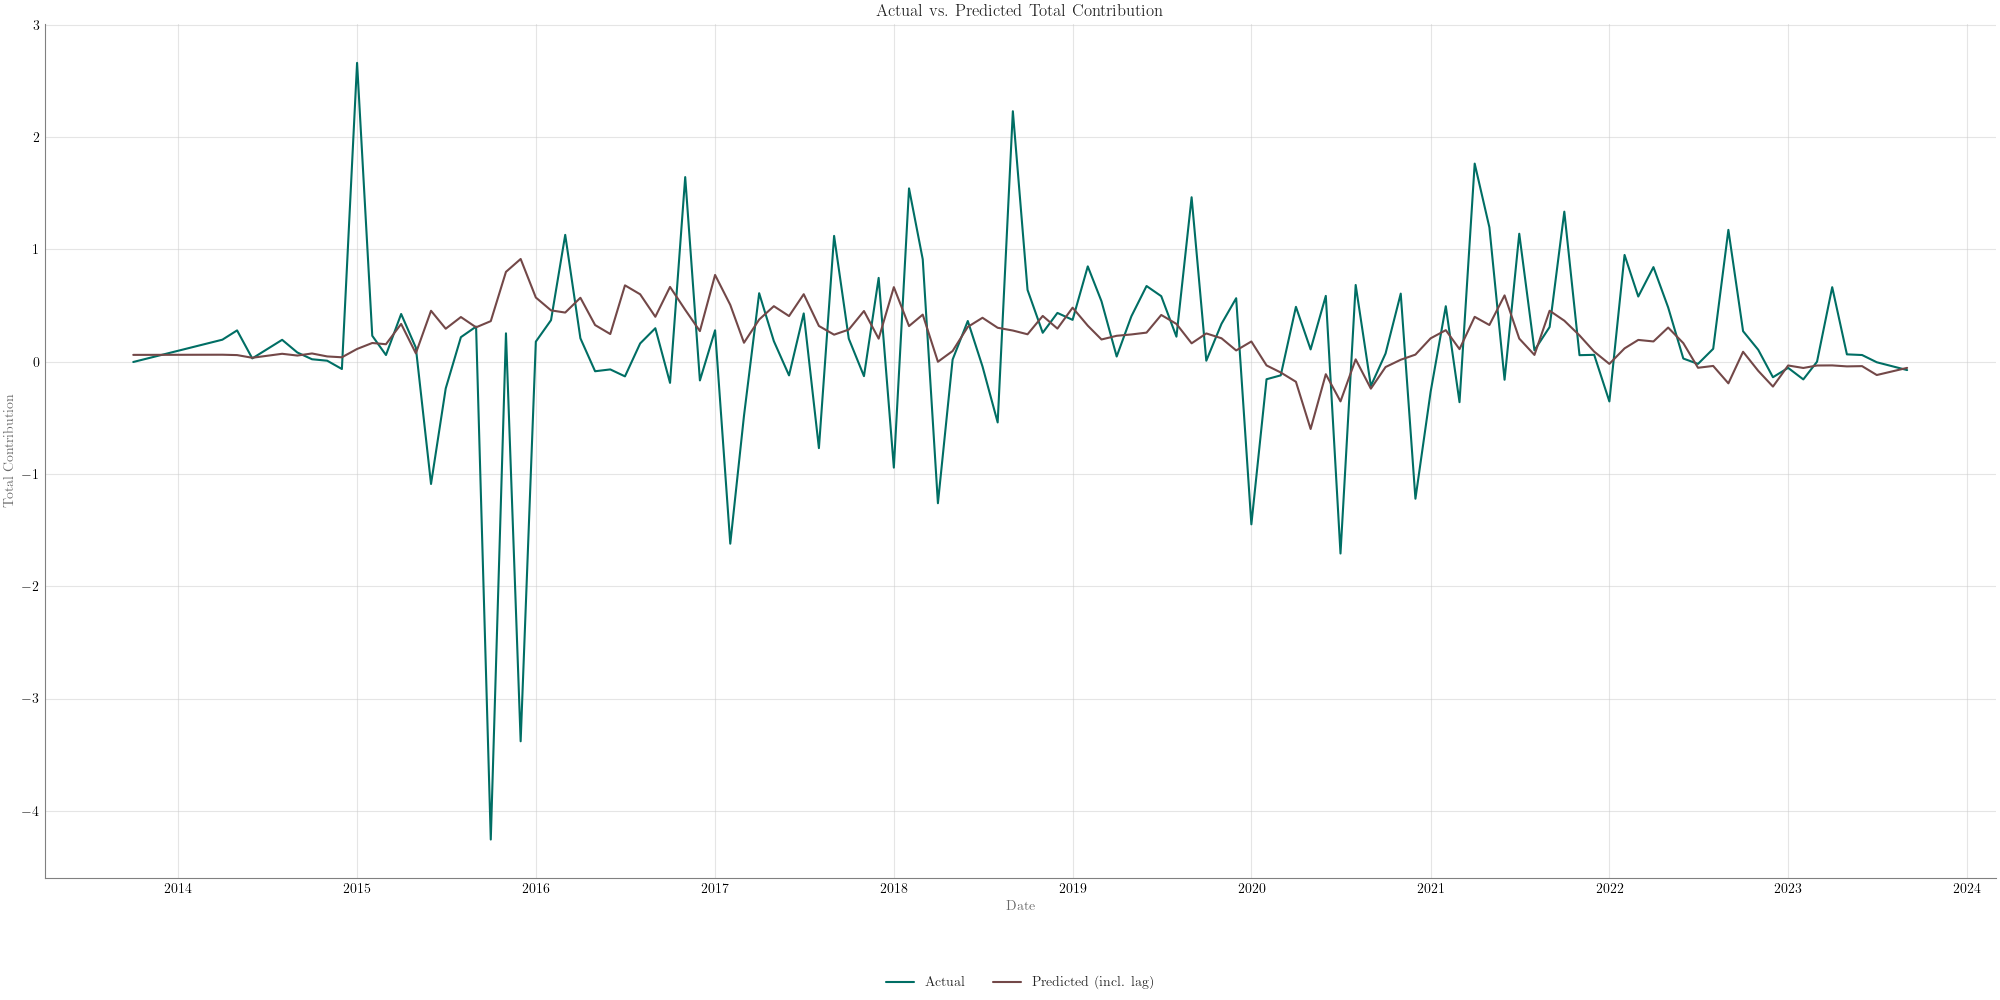 Actual vs. Predicted Total Contribution
Total Contribution
3
2
1
0
−1
−2
−3
−4
2014 2015 2016 2017 2018 2019 2020 2021 2022 2023 2024
Date
Actual Predicted (incl. lag)